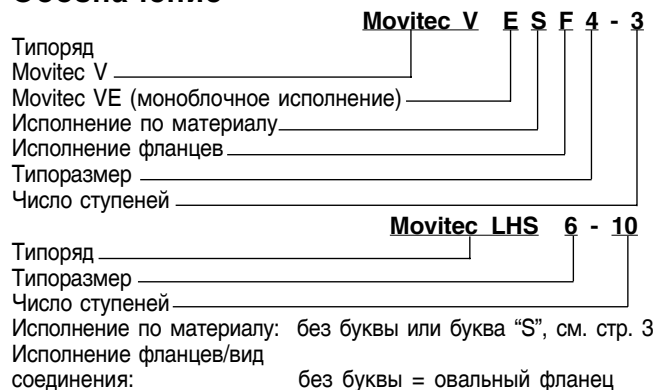 Movitec V E S F 4 - 3
Типоряд
Movitec V
Movitec VE (моноблочное исполнение)
Исполнение по материалу
Исполнение фланцев
Типоразмер
Число ступеней
Movitec LHS 6 - 10
Типоряд
Типоразмер
Число ступеней
Исполнение по материалу: без буквы или буква “S”, см. стр. 3
Исполнение фланцев/вид
соединения: без буквы = овальный фланец